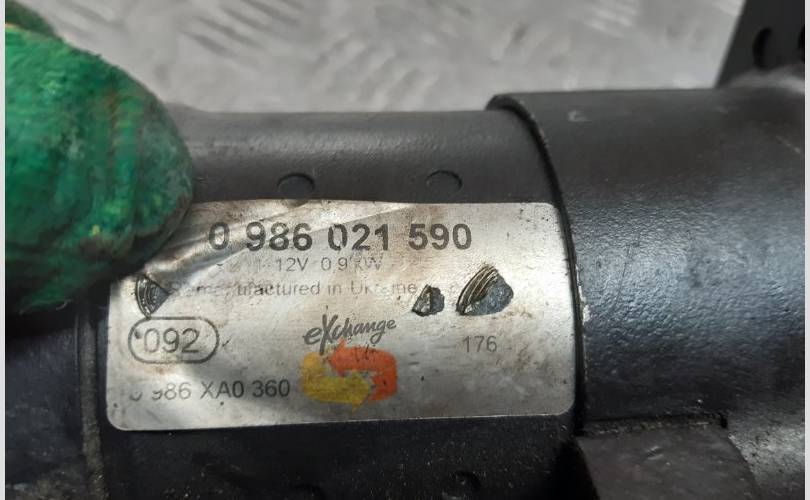 0 986 021 590
12V 0.9 kW
Remanufactured in Ukraine
092
eXchange
176
0 986 XA0 360